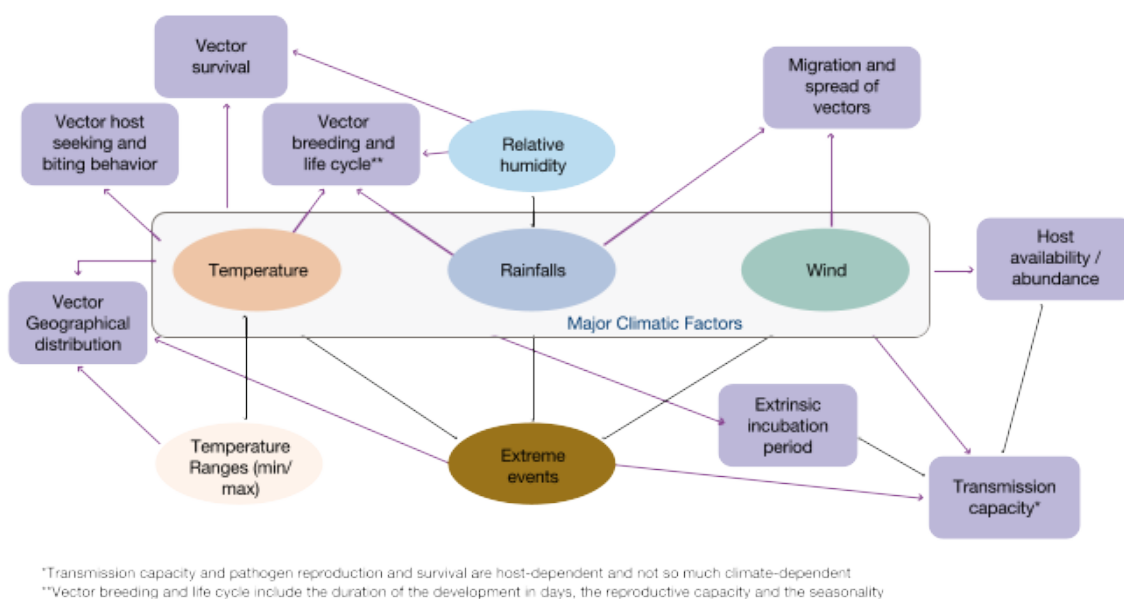 Vector
survival
Migration and
spread of
vectors
Vector host
seeking and
biting behavior
Vector
breeding and
life cycle**
Relative
humidity
Host
availability /
abundance
Temperature
Rainfalls
Wind
Vector
Geographical
distribution
Major Climatic Factors
Extrinsic
incubation
period
Temperature
Ranges (min/
max)
Extreme
events
Transmission
capacity*
*Transmission capacity and pathogen reproduction and survival are host-dependent and not so much climate-dependent
**Vector breeding and life cycle include the duration of the development in days, the reproductive capacity and the seasonality